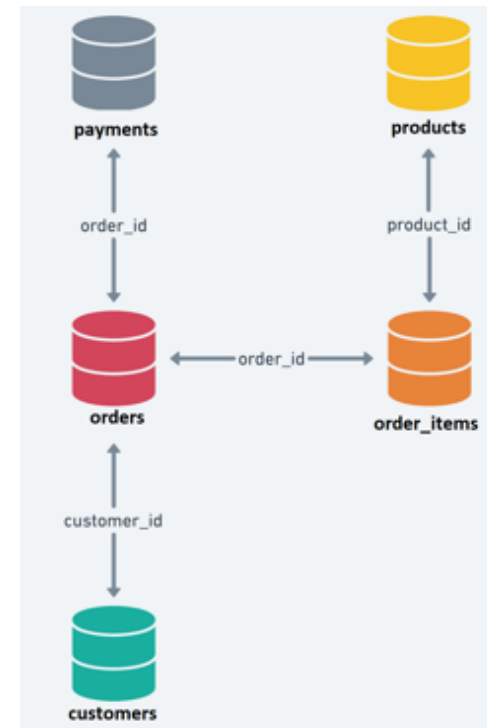 payments
products
order_id
product_id
order_id
orders
order_items
customer_id
customers